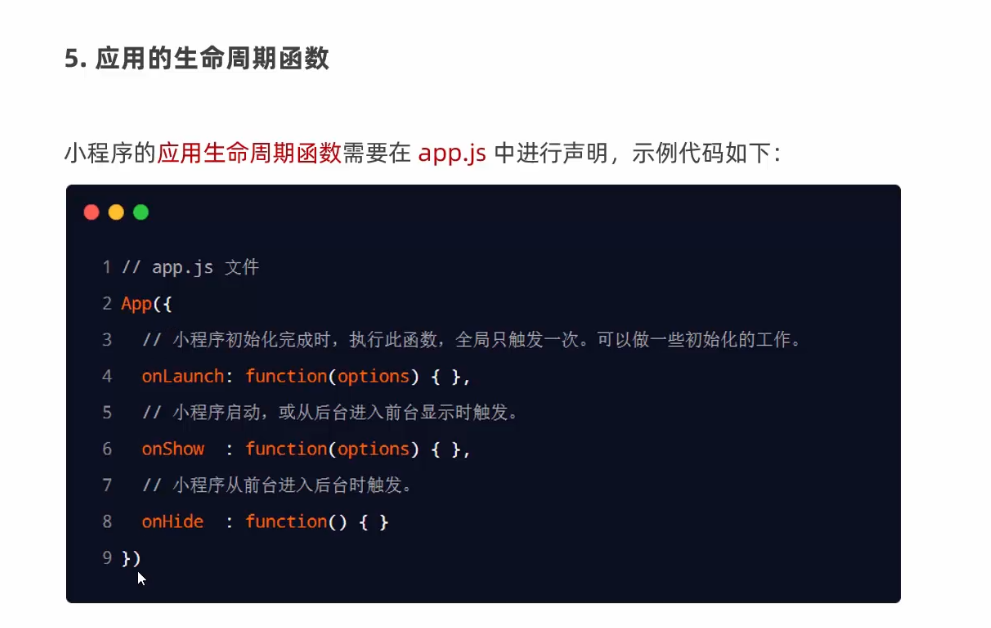 5. 应用的生命周期函数
小程序的应用生命周期函数需要在 app.js 中进行声明，示例代码如下：
1 // app.js 文件
2 App({
3   // 小程序初始化完成时，执行此函数，全局只触发一次。可以做一些初始化的工作。
4   onLaunch: function(options) { },
5   // 小程序启动，或从后台进入前台显示时触发。
6   onShow  : function(options) { },
7   // 小程序从前台进入后台时触发。
8   onHide  : function() { }
9 })